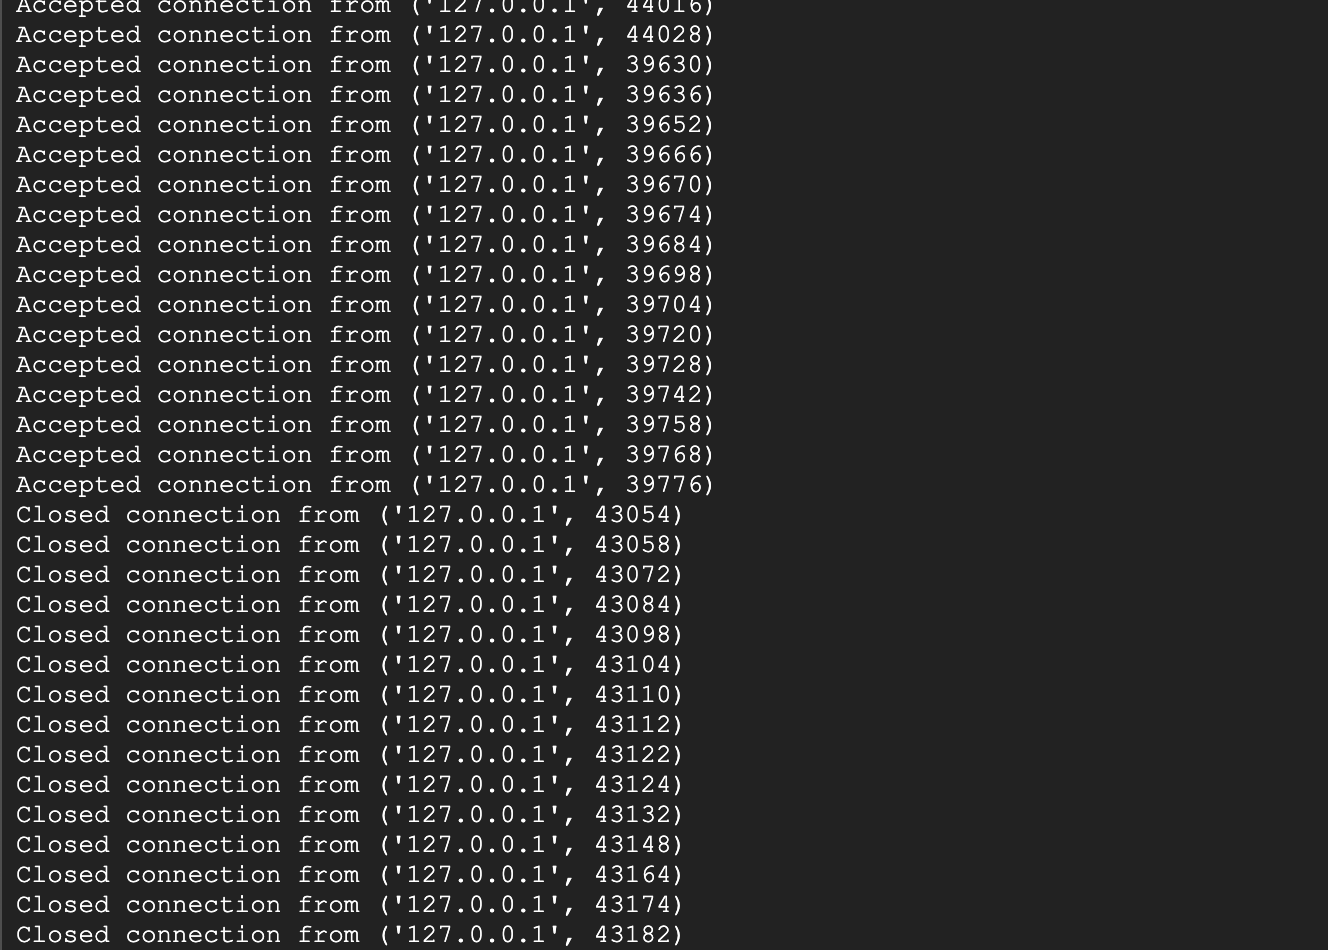 Accepted connection from ('127.0.0.1', 44016)
Accepted connection from ('127.0.0.1', 44028)
Accepted connection from ('127.0.0.1', 39630)
Accepted connection from ('127.0.0.1', 39636)
Accepted connection from ('127.0.0.1', 39652)
Accepted connection from ('127.0.0.1', 39666)
Accepted connection from ('127.0.0.1', 39670)
Accepted connection from ('127.0.0.1', 39674)
Accepted connection from ('127.0.0.1', 39684)
Accepted connection from ('127.0.0.1', 39698)
Accepted connection from ('127.0.0.1', 39704)
Accepted connection from ('127.0.0.1', 39720)
Accepted connection from ('127.0.0.1', 39728)
Accepted connection from ('127.0.0.1', 39742)
Accepted connection from ('127.0.0.1', 39758)
Accepted connection from ('127.0.0.1', 39768)
Accepted connection from ('127.0.0.1', 39776)
Closed connection from ('127.0.0.1', 43054)
Closed connection from ('127.0.0.1', 43058)
Closed connection from ('127.0.0.1', 43072)
Closed connection from ('127.0.0.1', 43084)
Closed connection from ('127.0.0.1', 43098)
Closed connection from ('127.0.0.1', 43104)
Closed connection from ('127.0.0.1', 43110)
Closed connection from ('127.0.0.1', 43112)
Closed connection from ('127.0.0.1', 43122)
Closed connection from ('127.0.0.1', 43124)
Closed connection from ('127.0.0.1', 43132)
Closed connection from ('127.0.0.1', 43148)
Closed connection from ('127.0.0.1', 43164)
Closed connection from ('127.0.0.1', 43174)
Closed connection from ('127.0.0.1', 43182)